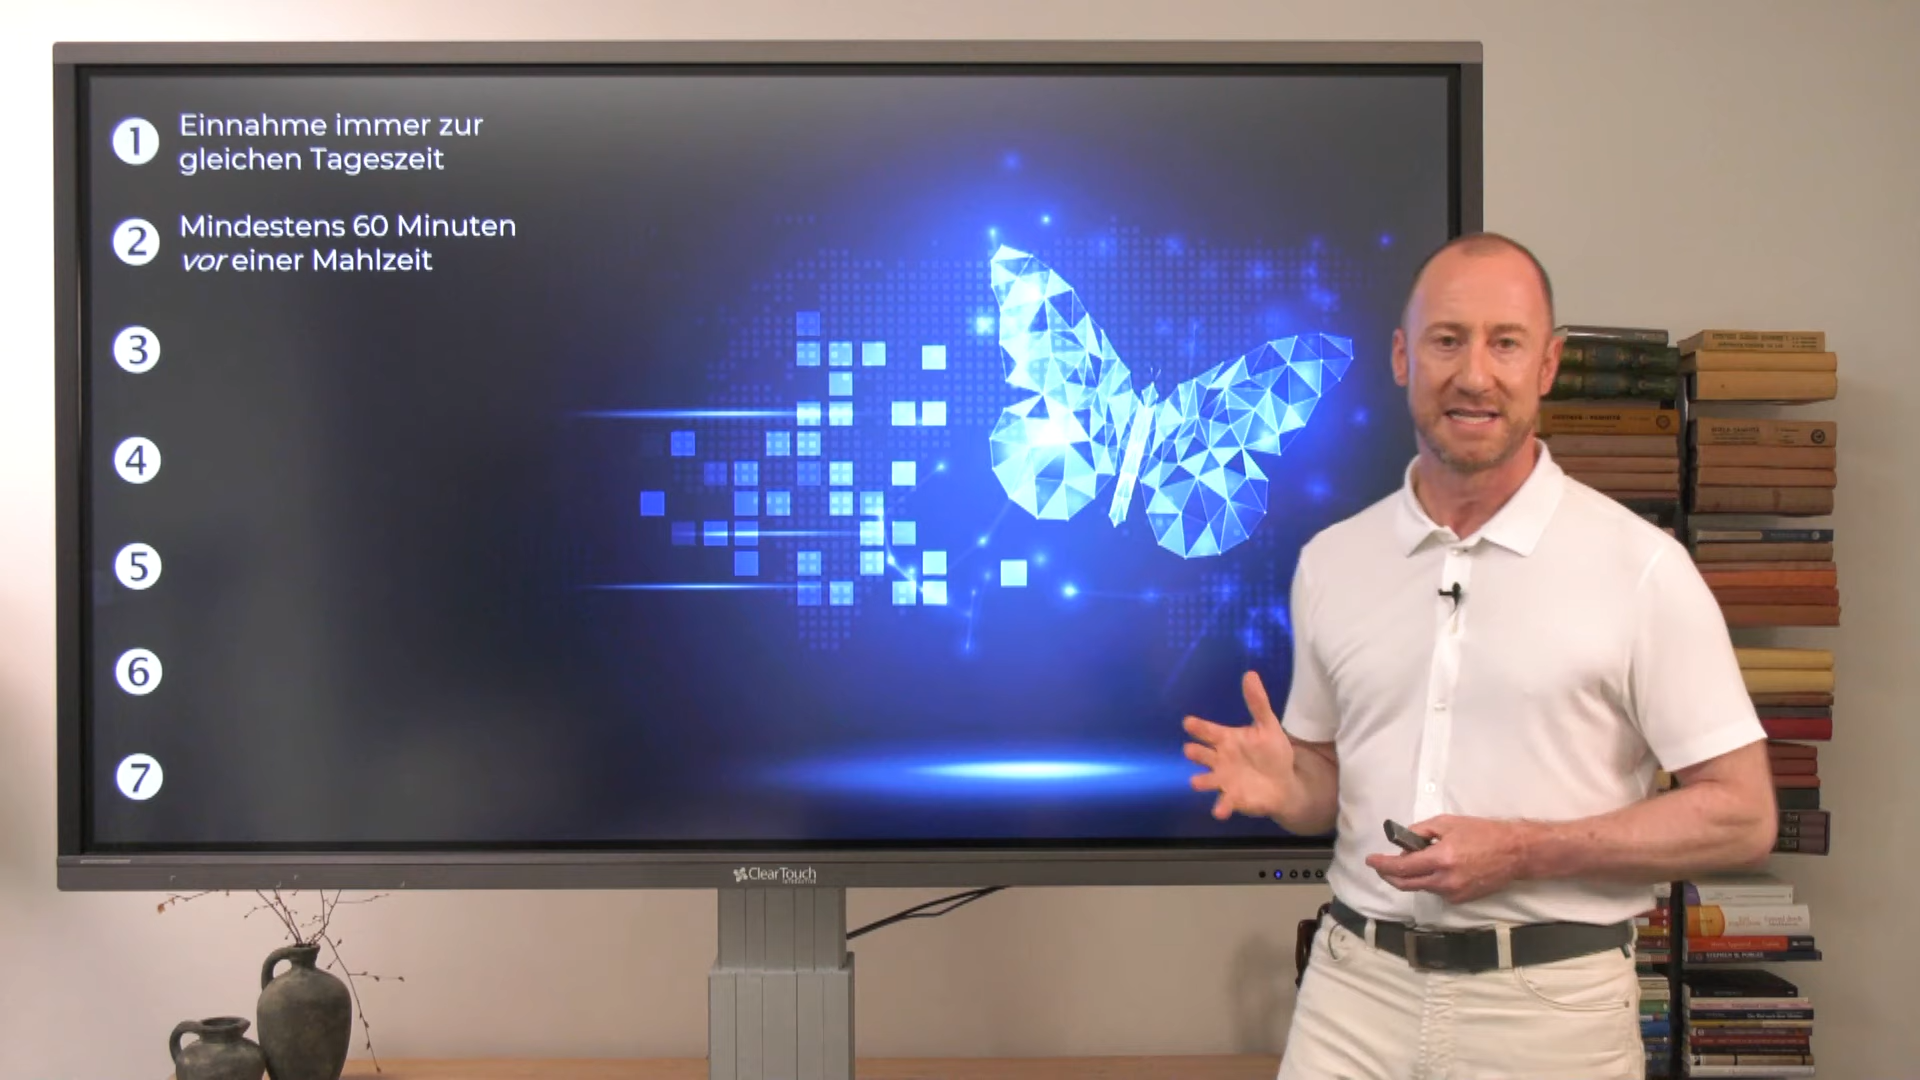 1 Einnahme immer zur
gleichen Tageszeit
2 Mindestens 60 Minuten
vor einer Mahlzeit
3
4
5
6
7
ClearTouch